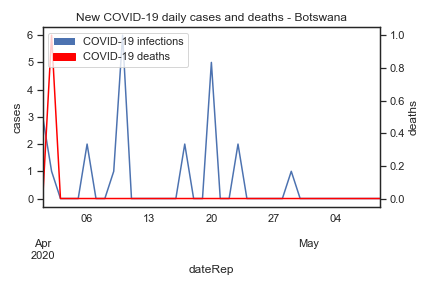 New COVID-19 daily cases and deaths - Botswana
COVID-19 infections
COVID-19 deaths
6
5
4
3
2
1
0
cases
1.0
0.8
0.6
0.4
0.2
0.0
deaths
06 13 20 27 04
Apr May
2020
dateRep